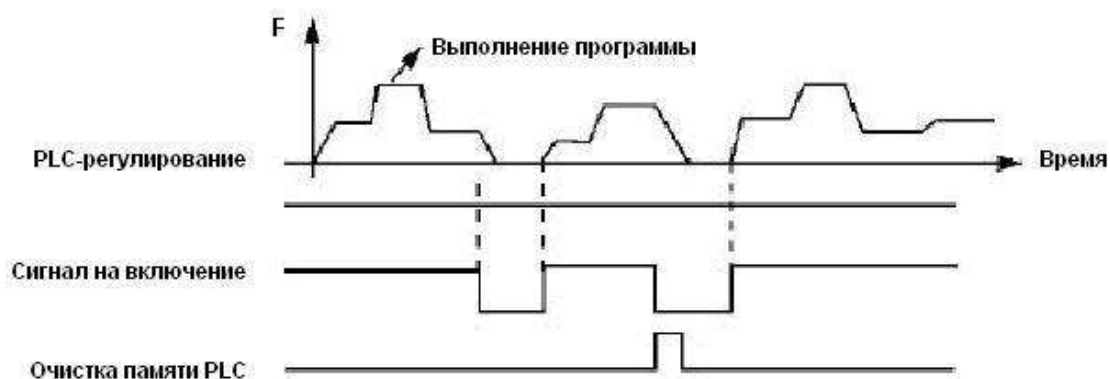 F
Выполнение программы
PLC-регулирование
Время
Сигнал на включение
Очистка памяти PLC